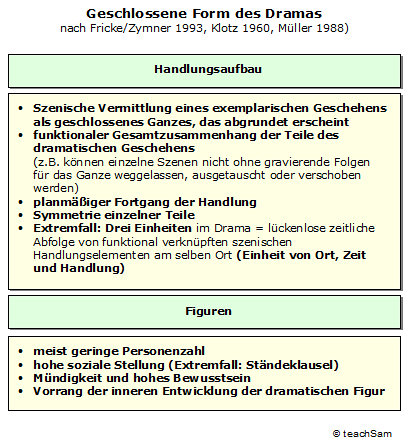 Geschlossene Form des Dramas
nach Fricke/Zymner 1993, Klotz 1960, Müller 1988)
Handlungsaufbau
• Szenische Vermittlung eines exemplarischen Geschehens
als geschlossenes Ganzes, das abgrundet erscheint
• funktionaler Gesamtzusammenhang der Teile des
dramatischen Geschehens
(z.B. können einzelne Szenen nicht ohne gravierende Folgen
für das Ganze weggelassen, ausgetauscht oder verschoben
werden)
• planmäßiger Fortgang der Handlung
• Symmetrie einzelner Teile
• Extremfall: Drei Einheiten im Drama = lückenlose zeitliche
Abfolge von funktional verknüpften szenischen
Handlungselementen am selben Ort (Einheit von Ort, Zeit
und Handlung)
Figuren
• meist geringe Personenzahl
• hohe soziale Stellung (Extremfall: Ständeklausel)
• Mündigkeit und hohes Bewusstsein
• Vorrang der inneren Entwicklung der dramatischen Figur
© teachSam